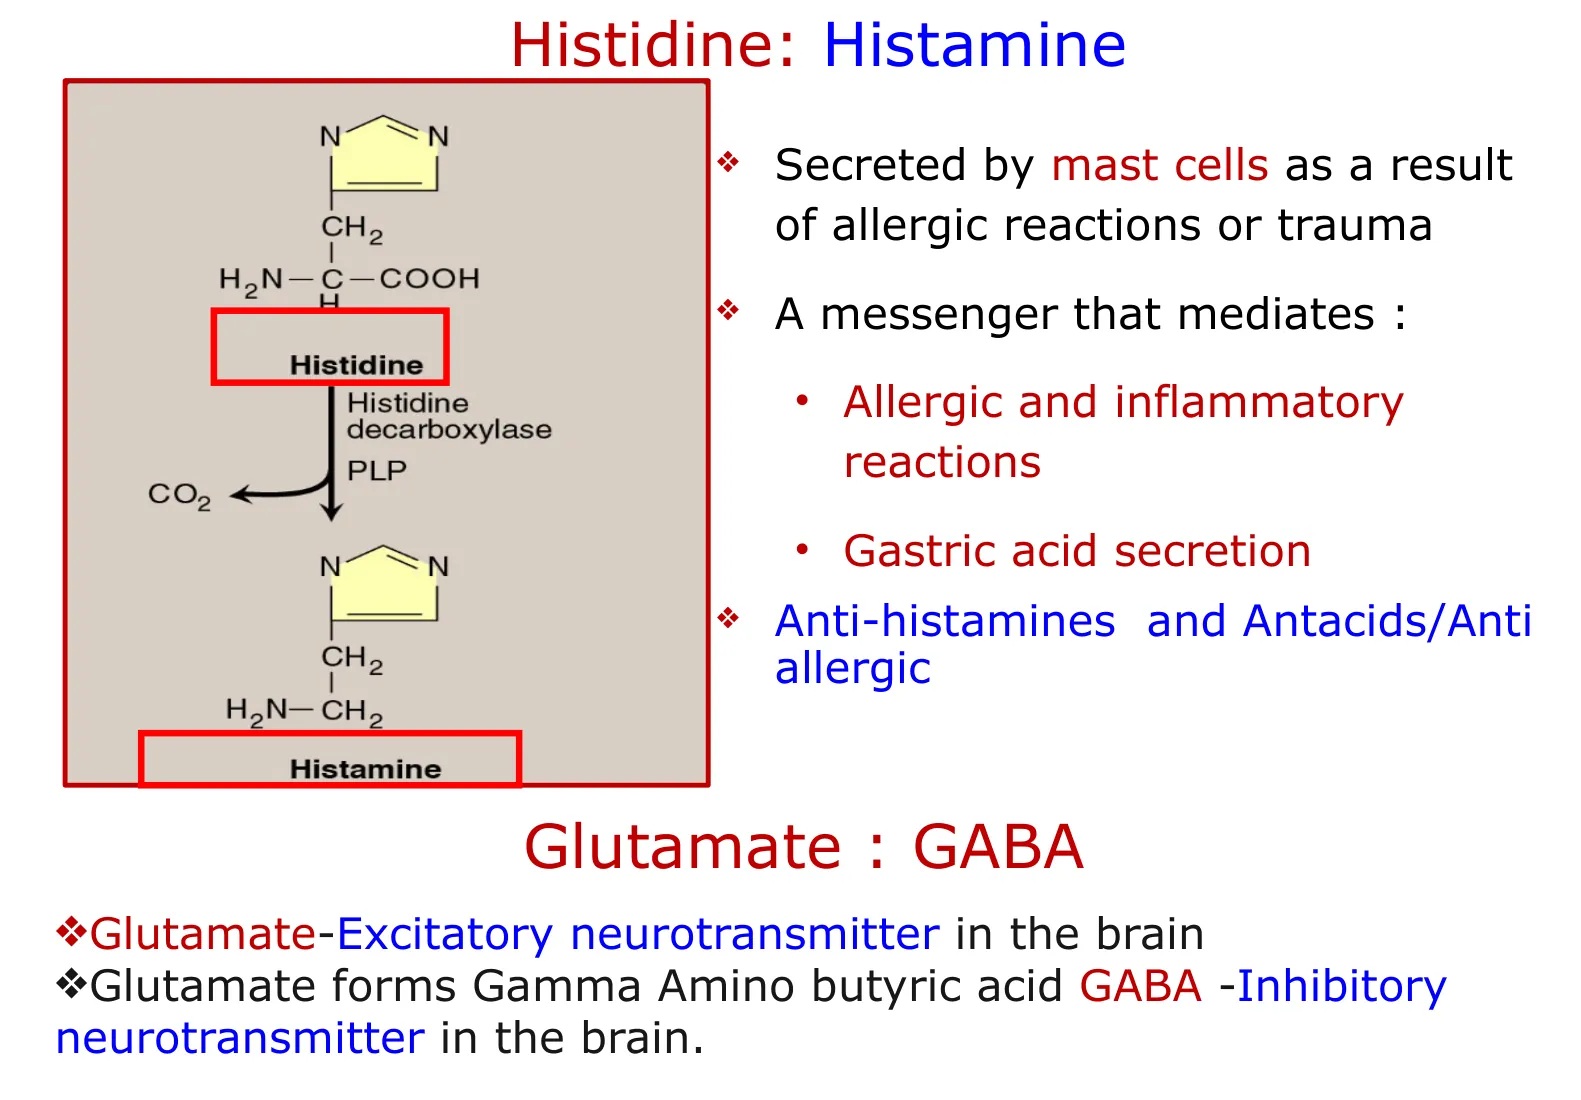 Histidine: Histamine
N N
CH2
H2N—C—COOH
H
Histidine
Histidine
decarboxylase
PLP
CO2
N N
CH2
H2N—CH2
Histamine
❖ Secreted by mast cells as a result
of allergic reactions or trauma
❖ A messenger that mediates :
• Allergic and inflammatory
reactions
• Gastric acid secretion
❖ Anti-histamines and Antacids/Anti
allergic
Glutamate : GABA
❖Glutamate-Excitatory neurotransmitter in the brain
❖Glutamate forms Gamma Amino butyric acid GABA -Inhibitory
neurotransmitter in the brain.